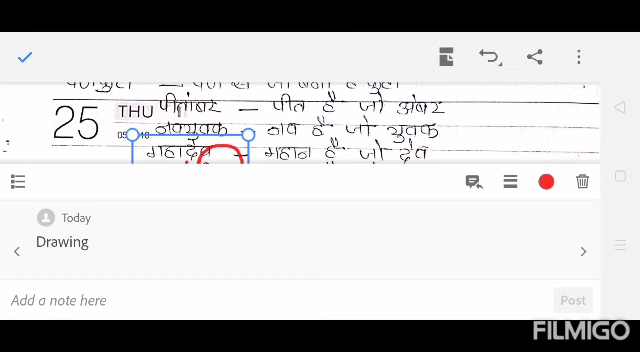 25 THU पीतांबर – पीत है जो अंबर
नवयुवक – नव है जो युवक
महादेव – महान है जो देव
Today
Drawing
Add a note here
Post
FILMIGO